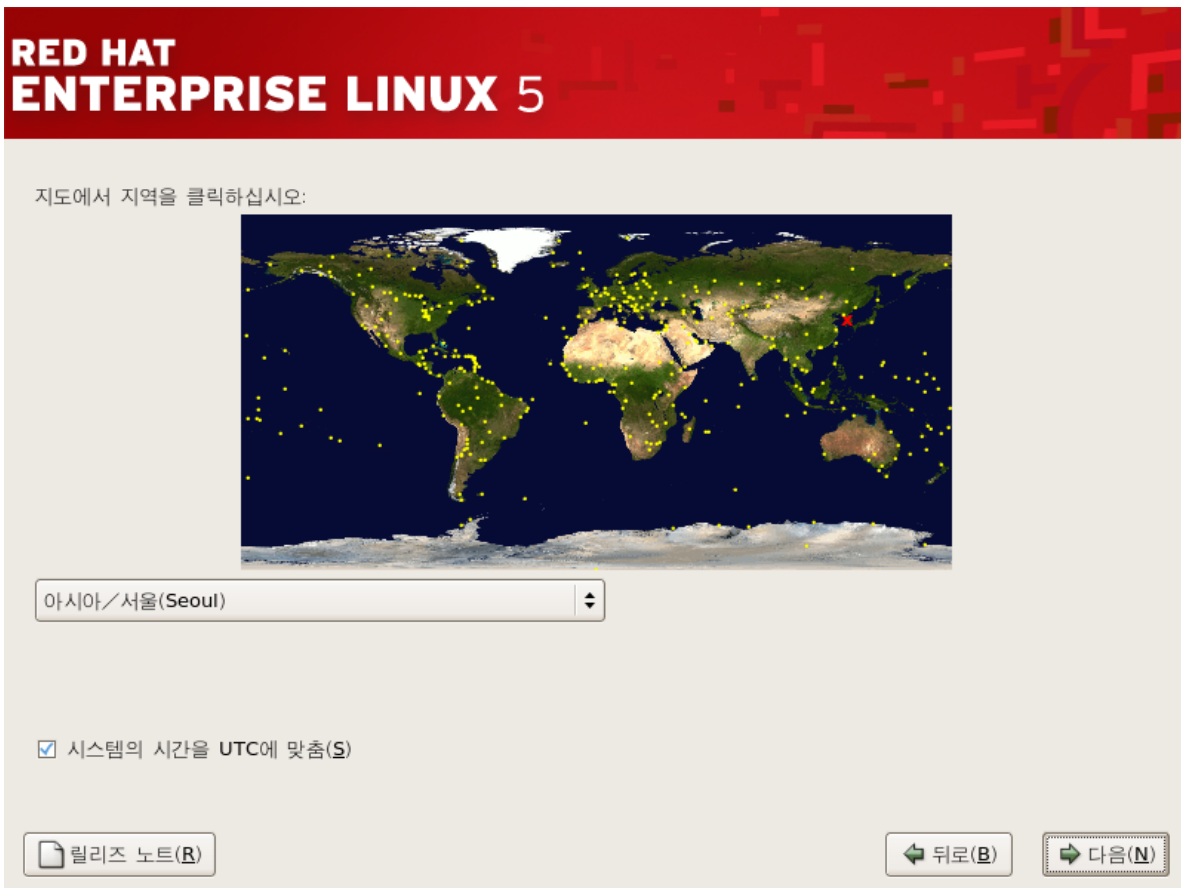 RED HAT
ENTERPRISE LINUX 5
지도에서 지역을 클릭하십시오:
아시아/서울(Seoul)
시스템의 시간을 UTC에 맞춤(S)
릴리즈 노트(R)
뒤로(B)
다음(N)